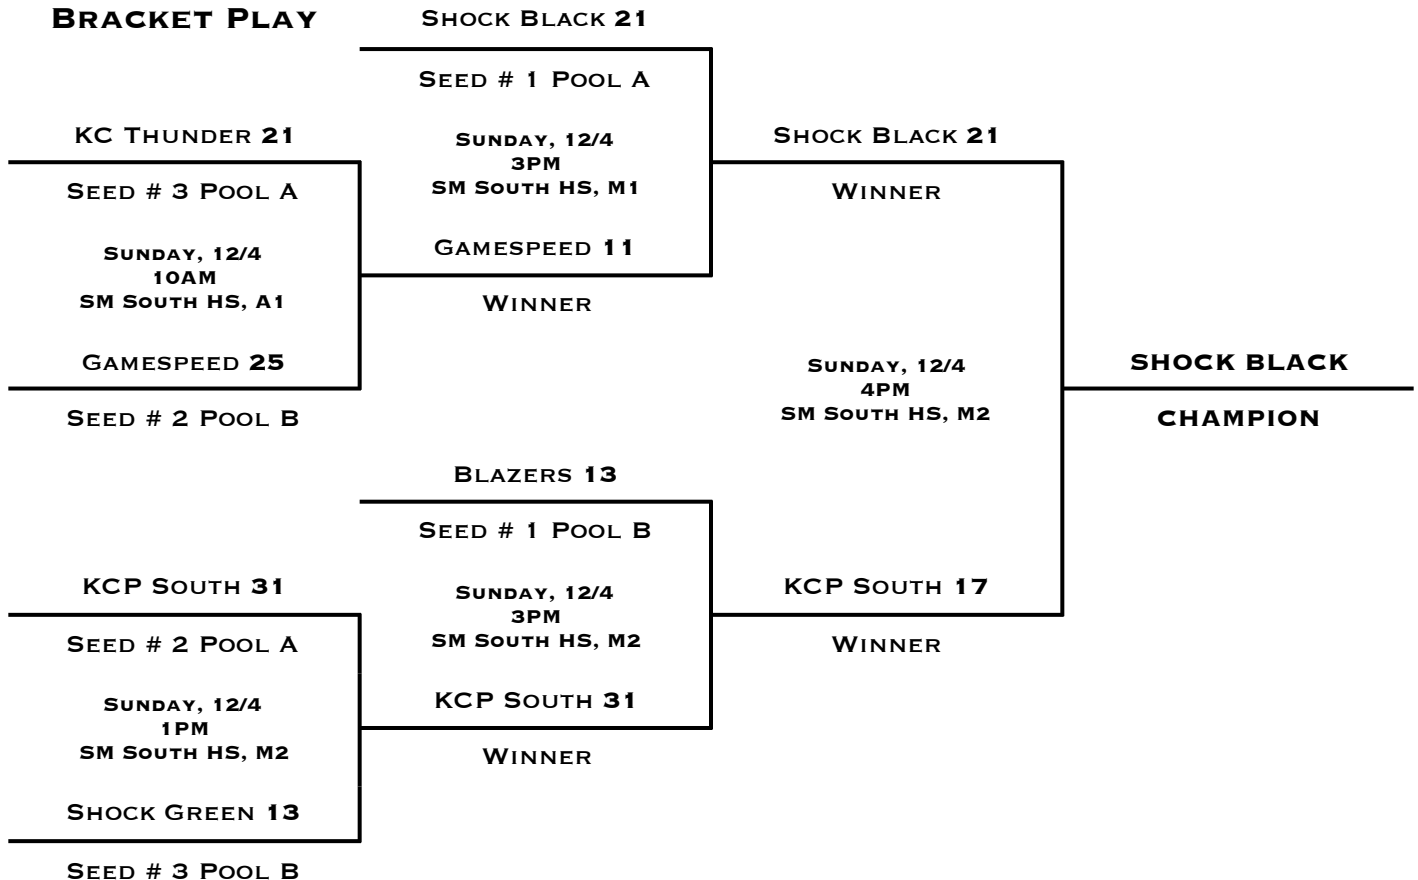 Bracket Play
Shock Black 21
Seed # 1 Pool A
KC Thunder 21
Sunday, 12/4
3PM
SM South HS, M1
Shock Black 21
Seed # 3 Pool A
Winner
Sunday, 12/4
10AM
SM South HS, A1
Gamespeed 11
Winner
Gamespeed 25
Sunday, 12/4
4PM
SM South HS, M2
SHOCK BLACK
Seed # 2 Pool B
CHAMPION
Blazers 13
Seed # 1 Pool B
KCP South 31
Sunday, 12/4
3PM
SM South HS, M2
KCP South 17
Seed # 2 Pool A
Winner
Sunday, 12/4
1PM
SM South HS, M2
KCP South 31
Winner
Shock Green 13
Seed # 3 Pool B